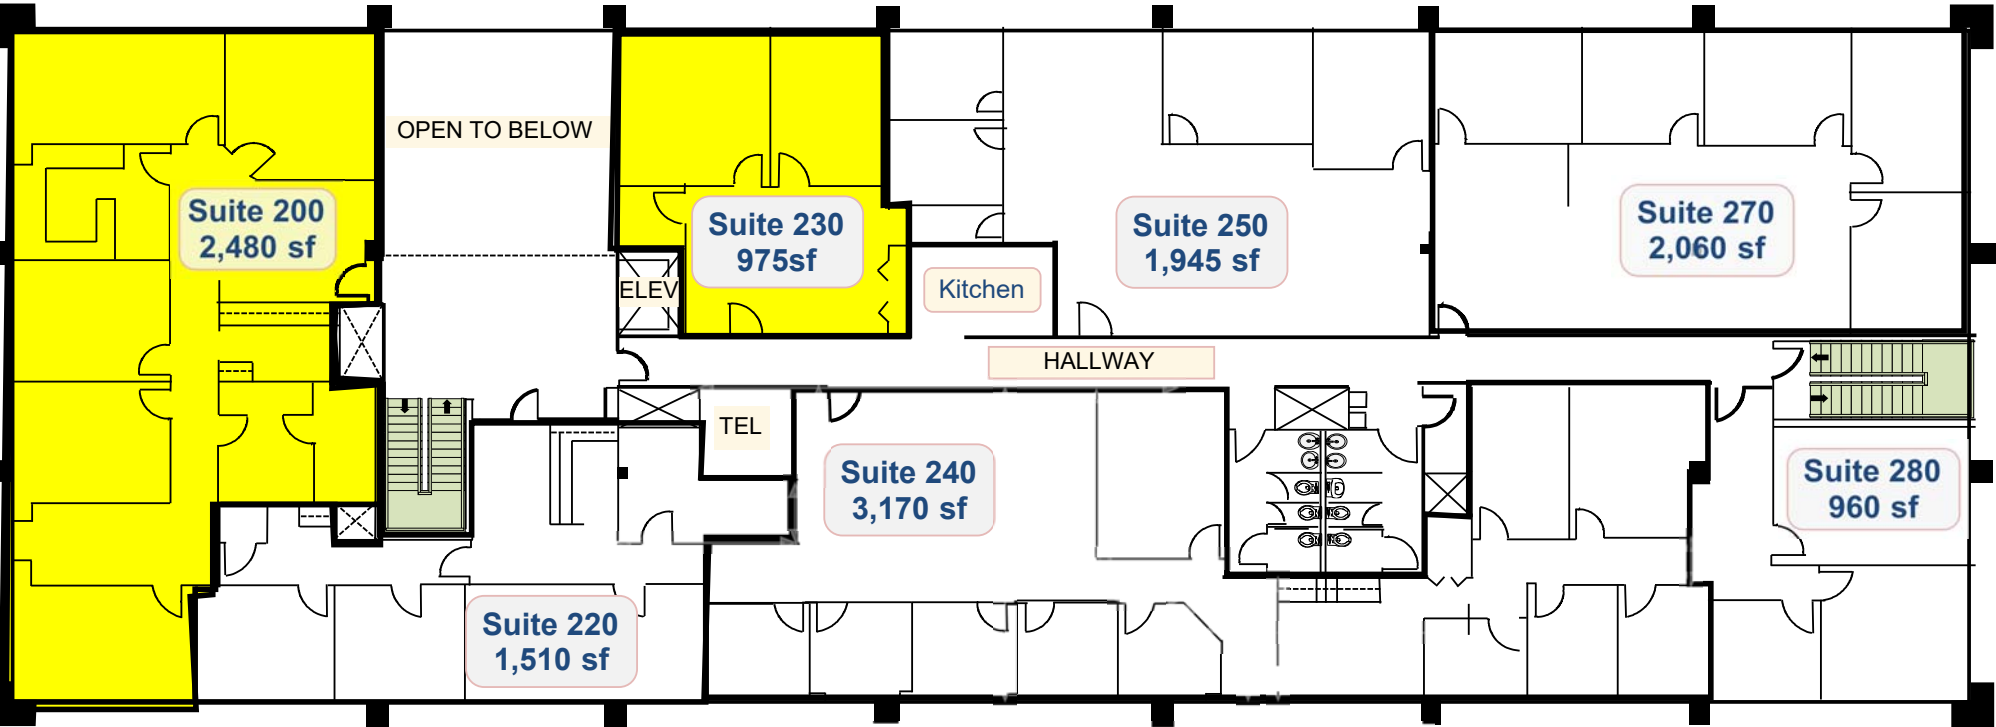 OPEN TO BELOW
Suite 200
2,480 sf
Suite 230
975sf
Suite 250
1,945 sf
Suite 270
2,060 sf
ELEV
Kitchen
HALLWAY
TEL
Suite 240
3,170 sf
Suite 280
960 sf
Suite 220
1,510 sf